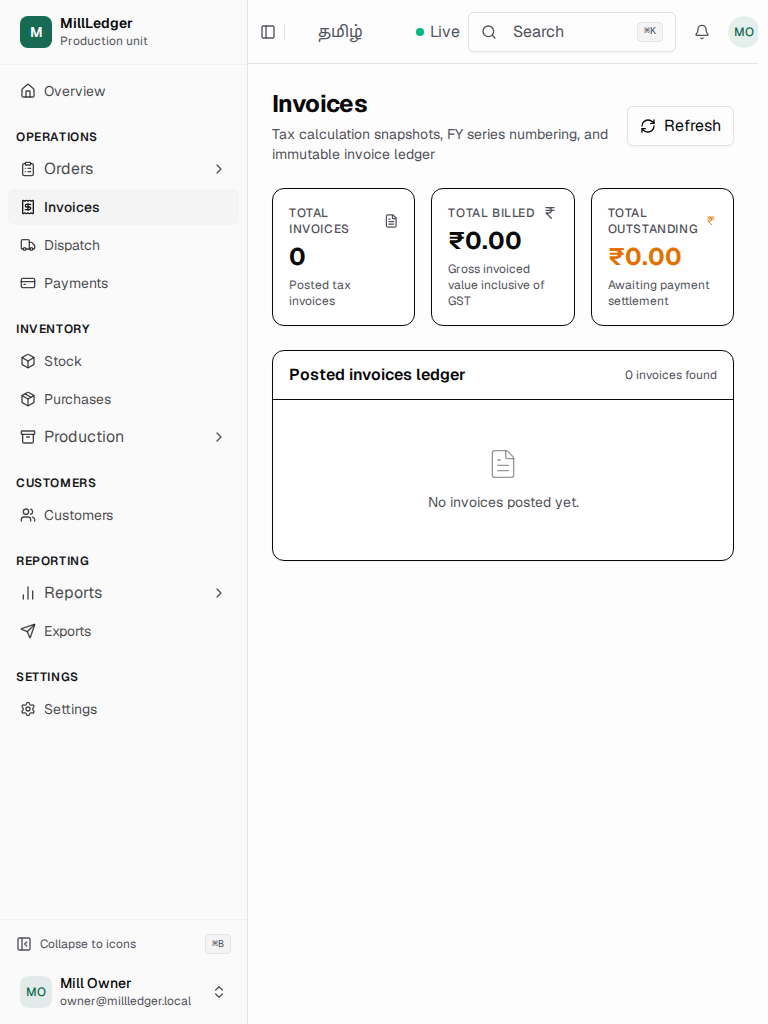 M
MillLedger
Production unit
Overview
OPERATIONS
Orders
Invoices
Dispatch
Payments
INVENTORY
Stock
Purchases
Production
CUSTOMERS
Customers
REPORTING
Reports
Exports
SETTINGS
Settings
Collapse to icons
⌘B
MO
Mill Owner
owner@millledger.local
தமிழ்
Live
Search
⌘K
MO
Invoices
Tax calculation snapshots, FY series numbering, and
immutable invoice ledger
Refresh
TOTAL
INVOICES
0
Posted tax
invoices
TOTAL BILLED
₹
₹0.00
Gross invoiced
value inclusive of
GST
TOTAL
OUTSTANDING
₹
₹0.00
Awaiting payment
settlement
Posted invoices ledger
0 invoices found
No invoices posted yet.